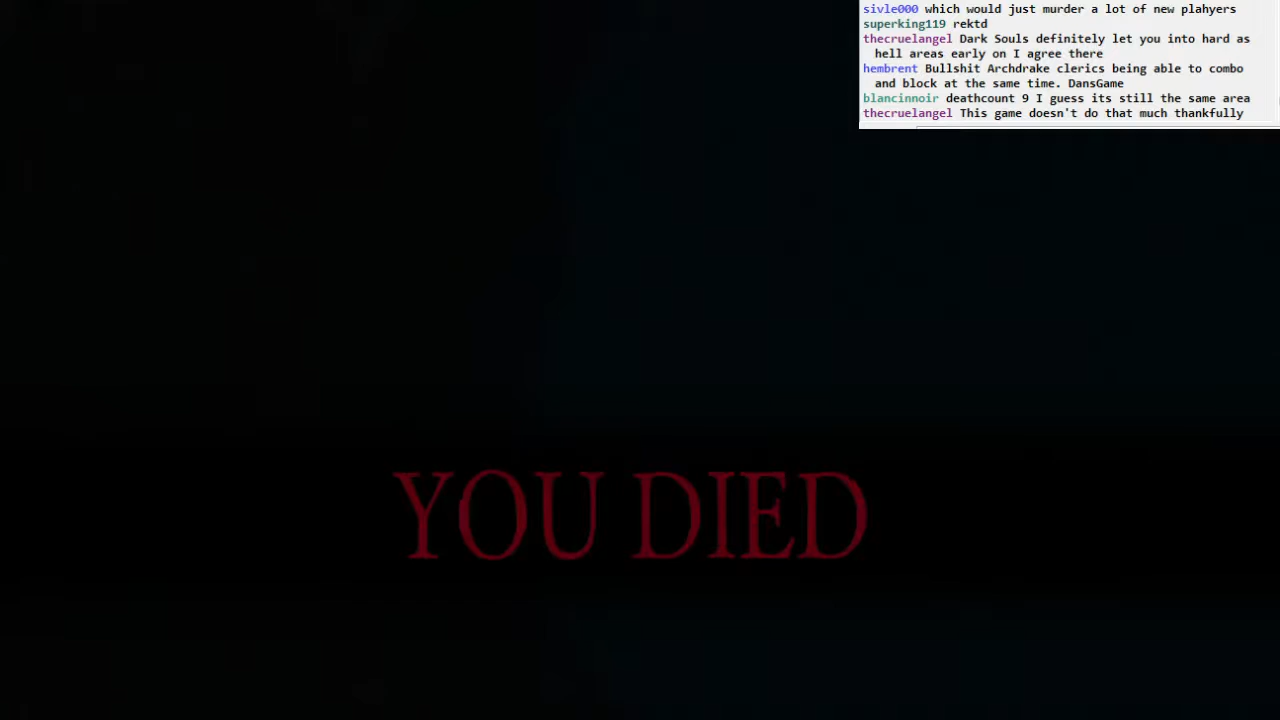 sivle000 which would just murder a lot of new plahyers
superking119 rektd
thecruelangel Dark Souls definitely let you into hard as
hell areas early on I agree there
hembrent Bullshit Archdrake clerics being able to combo
and block at the same time. DansGame
blancinnoir deathcount 9 I guess its still the same area
thecruelangel This game doesn't do that much thankfully
YOU DIED